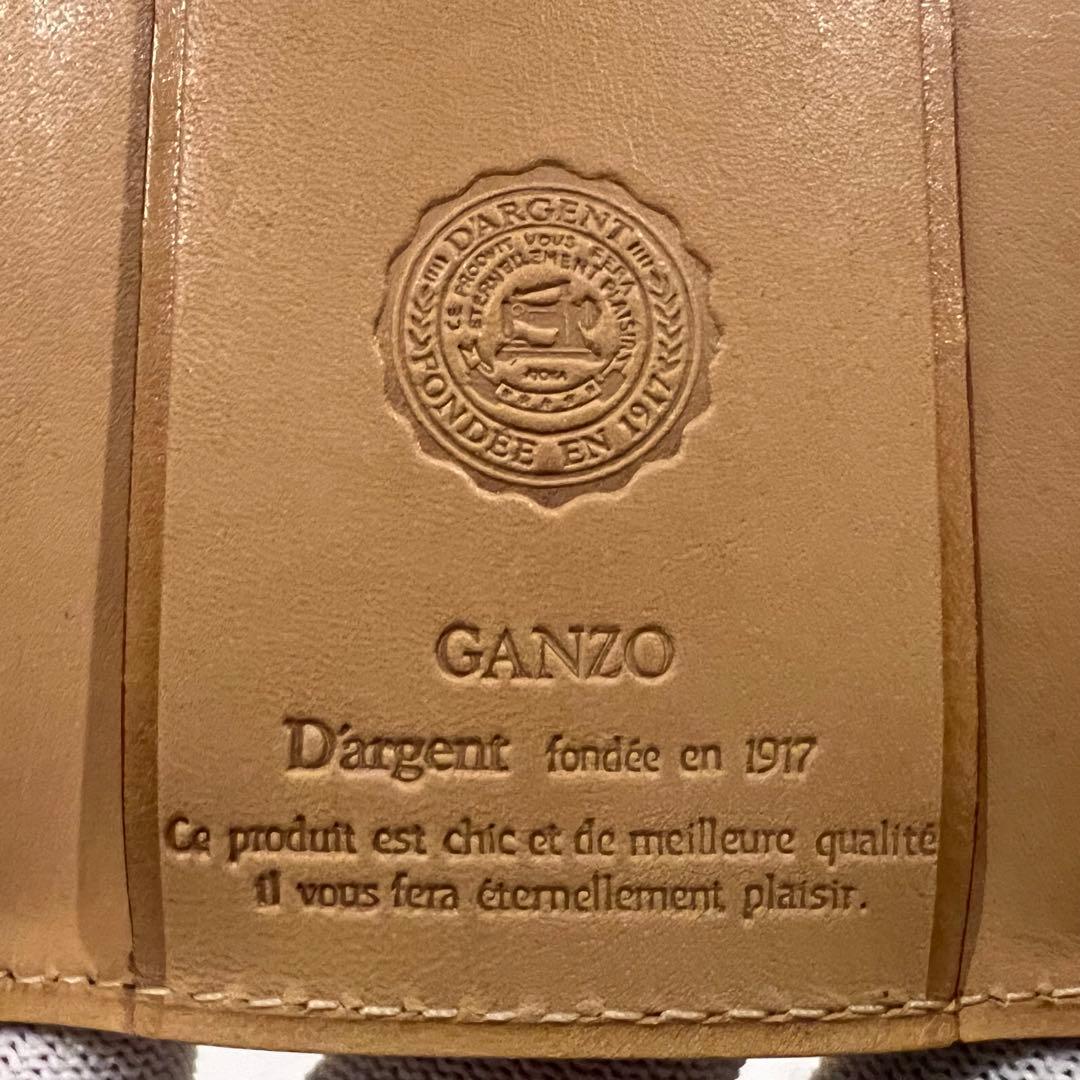 D'ARGENT
CE PRODUIT VOUS FERA
ETERNELLEMENT PLAISIR
FONDÉE EN 1917
GANZO
D'argent fondée en 1917
Ce produit est chic et de meilleure qualité
il vous fera éternellement plaisir.